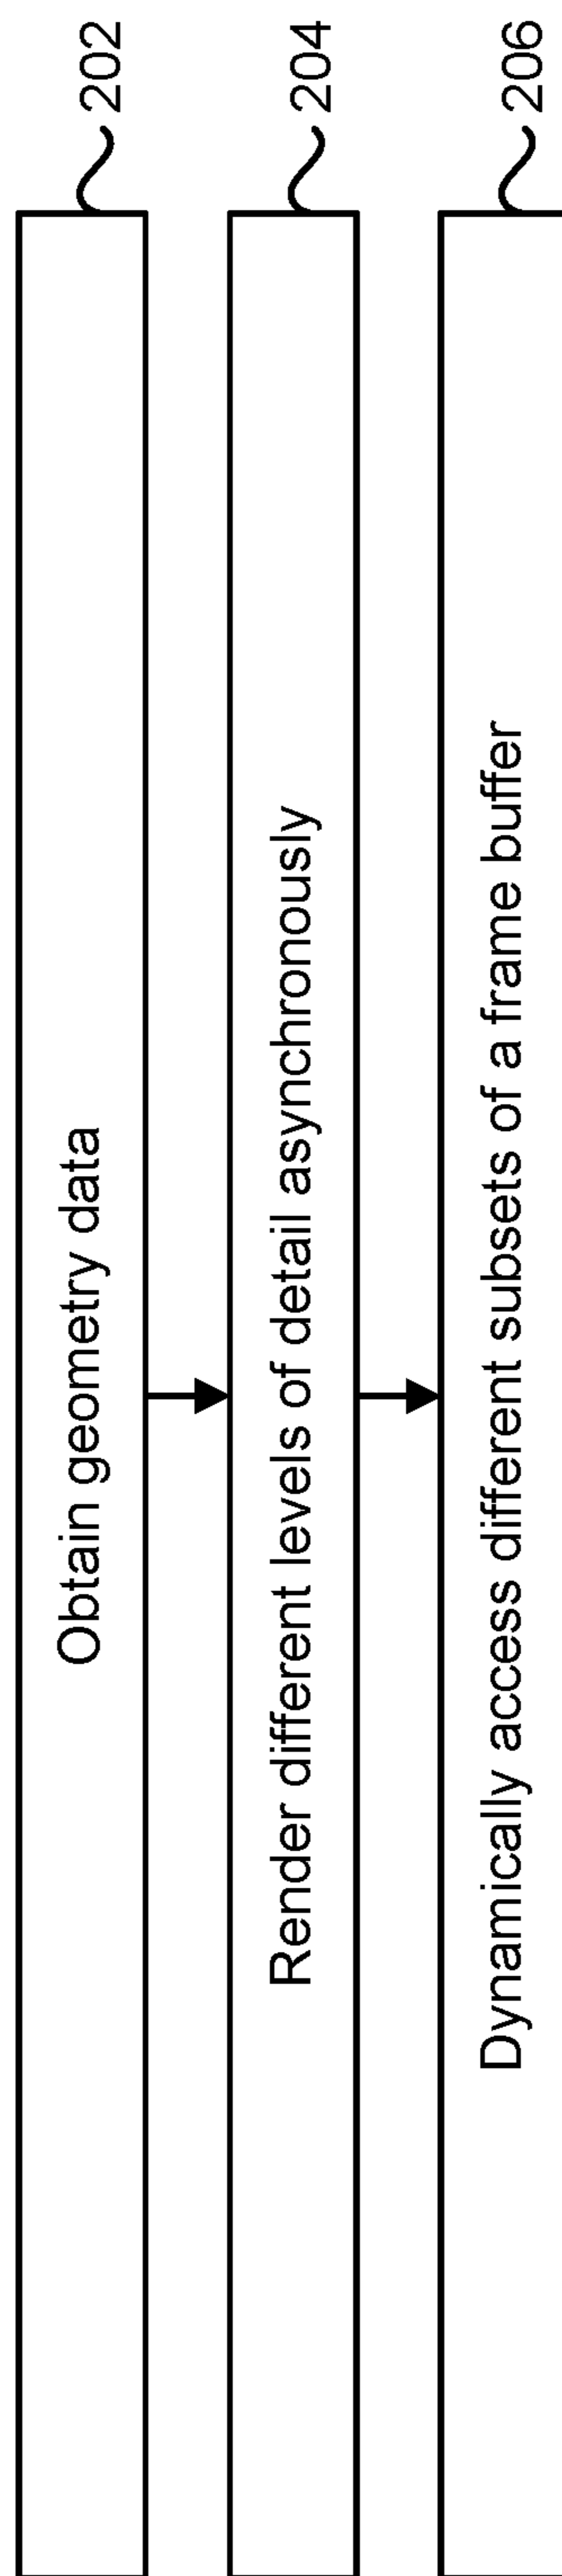 Obtain geometry data
202
Render different levels of detail asynchronously
204
Dynamically access different subsets of a frame buffer
206